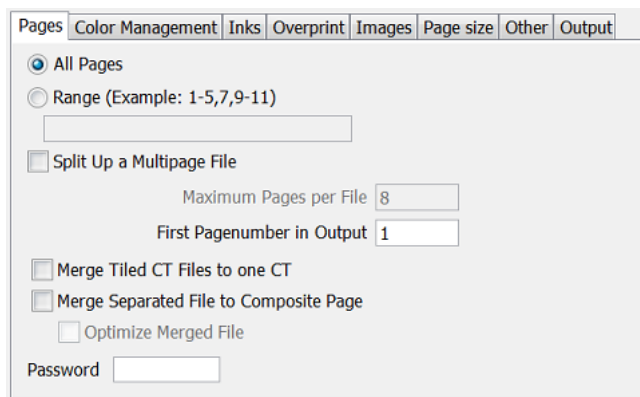 Pages Color Management Inks Overprint Images Page size Other Output
All Pages
Range (Example: 1-5,7,9-11)
Split Up a Multipage File
Maximum Pages per File 8
First Pagenumber in Output 1
Merge Tiled CT Files to one CT
Merge Separated File to Composite Page
Optimize Merged File
Password